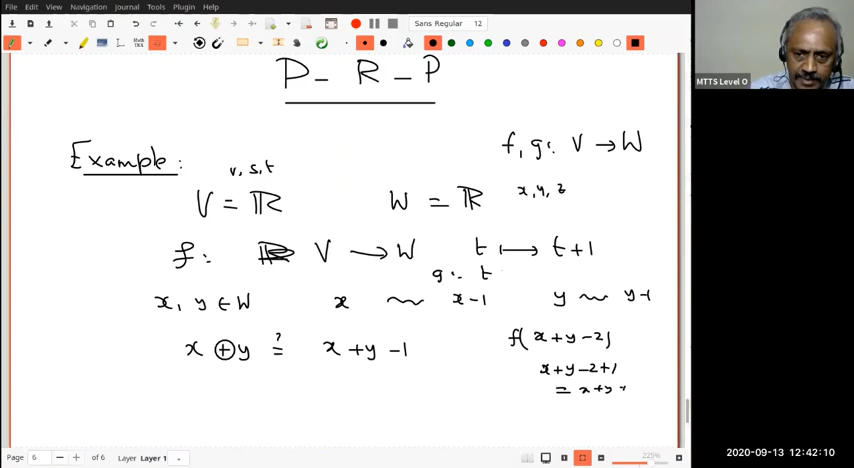 File Edit View Navigation Journal Tools Plugin Help
Sans Regular 12
P - R - P
MTTS Level O
Example:
f, g: V → W
v, s, t
V = ℝ W = ℝ x, y, z
f: V → W t ↦ t + 1
g: t
x, y ∈ W x ~ x - 1 y ~ y - 1
x ⊕ y ≟ x + y - 1 f( x + y - 2 )
x + y - 2 + 1
= x + y
Page 6 of 6 Layer Layer 1 225%
2020-09-13 12:42:10